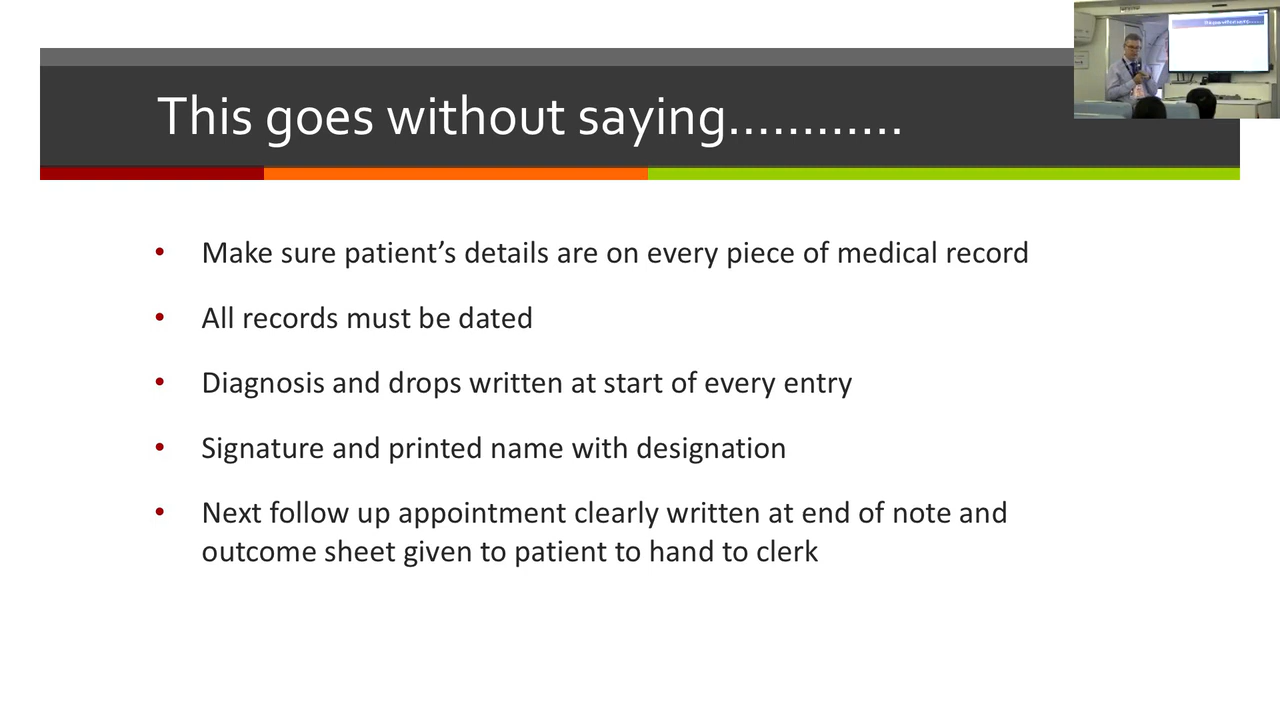 This goes without saying............
• Make sure patient’s details are on every piece of medical record
• All records must be dated
• Diagnosis and drops written at start of every entry
• Signature and printed name with designation
• Next follow up appointment clearly written at end of note and
outcome sheet given to patient to hand to clerk